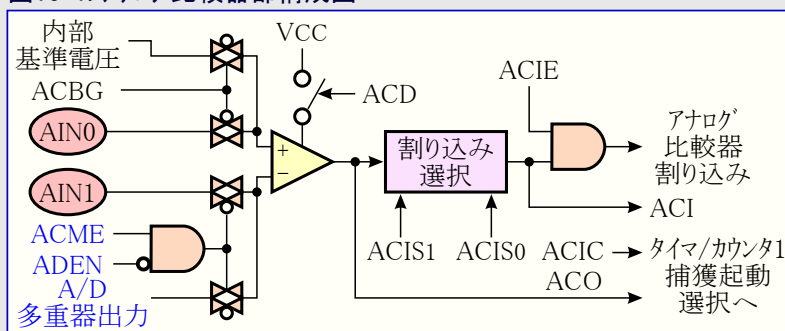 内部
基準電圧
ACBG
AIN0
AIN1
ACME
ADEN
A/D
多重器出力
VCC
ACD
+
−
割り込み
選択
ACIS1
ACIS0
ACIE
アナログ
比較器
割り込み
ACI
ACIC
ACO
タイマ/カウンタ1
捕獲起動
選択へ